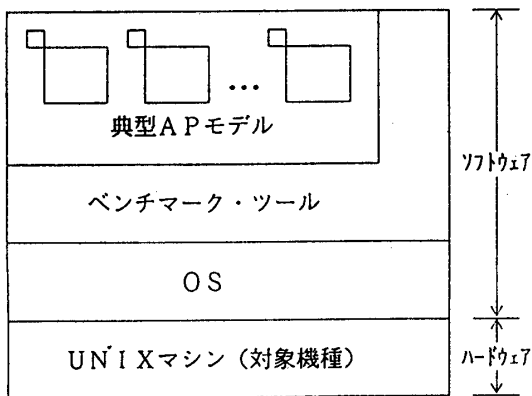 …
典型APモデル
ベンチマーク・ツール
OS
UNIXマシン(対象機種)
ソフトウェア
ハードウェア